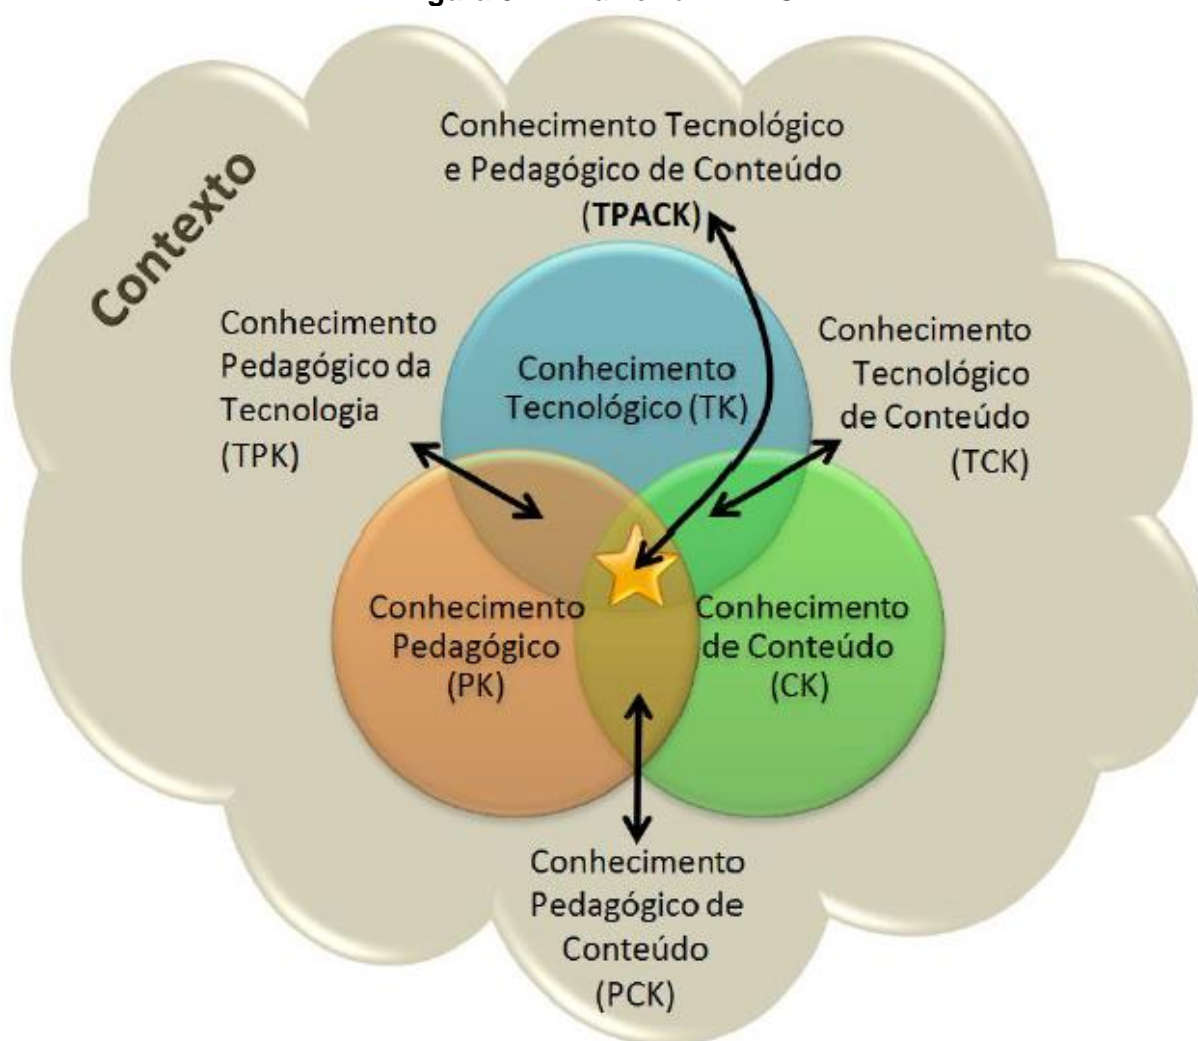 Contexto
Conhecimento Tecnológico
e Pedagógico de Conteúdo
(TPACK)
Conhecimento
Pedagógico da
Tecnologia
(TPK)
Conhecimento
Tecnológico (TK)
Conhecimento
Tecnológico
de Conteúdo
(TCK)
Conhecimento
Pedagógico
(PK)
Conhecimento
de Conteúdo
(CK)
Conhecimento
Pedagógico de
Conteúdo
(PCK)